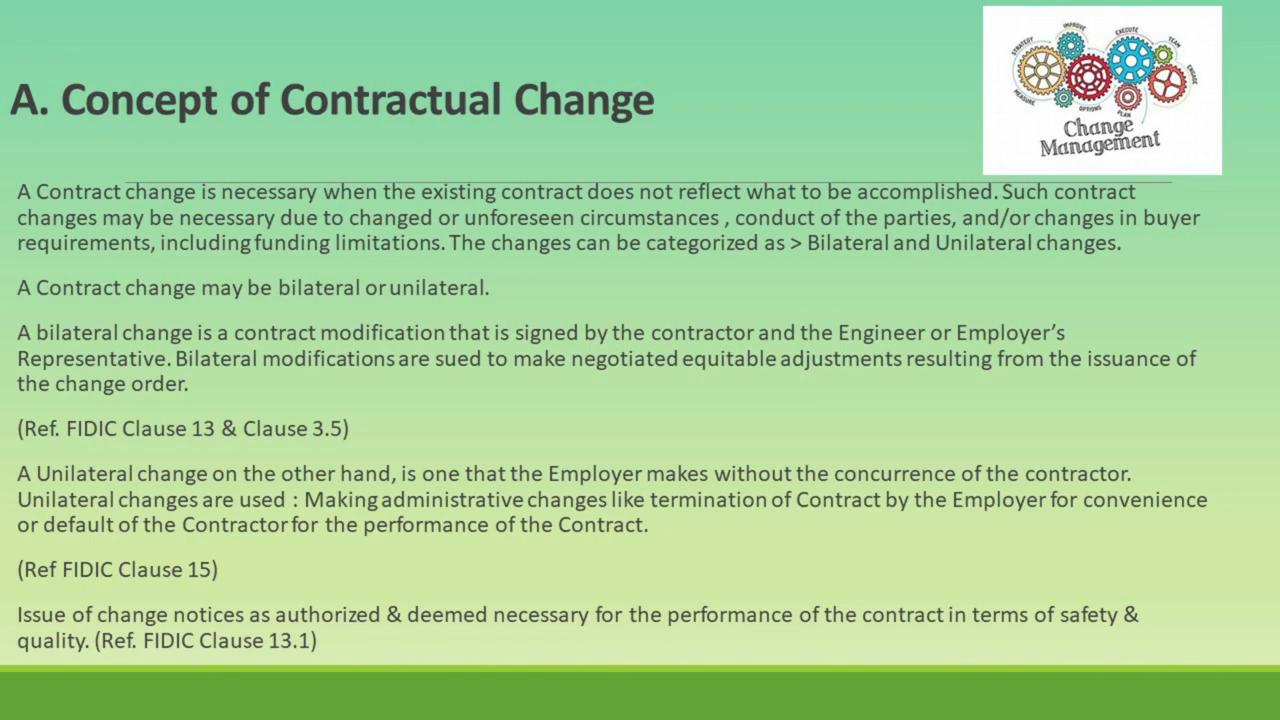 A. Concept of Contractual Change
STRATEGY
IMPROVE
EXECUTE
TEAM
ENGAGE
MEASURE
OPTIONS
PLAN
Change
Management
A Contract change is necessary when the existing contract does not reflect what to be accomplished. Such contract
changes may be necessary due to changed or unforeseen circumstances , conduct of the parties, and/or changes in buyer
requirements, including funding limitations. The changes can be categorized as > Bilateral and Unilateral changes.
A Contract change may be bilateral or unilateral.
A bilateral change is a contract modification that is signed by the contractor and the Engineer or Employer’s
Representative. Bilateral modifications are sued to make negotiated equitable adjustments resulting from the issuance of
the change order.
(Ref. FIDIC Clause 13 & Clause 3.5)
A Unilateral change on the other hand, is one that the Employer makes without the concurrence of the contractor.
Unilateral changes are used : Making administrative changes like termination of Contract by the Employer for convenience
or default of the Contractor for the performance of the Contract.
(Ref FIDIC Clause 15)
Issue of change notices as authorized & deemed necessary for the performance of the contract in terms of safety &
quality. (Ref. FIDIC Clause 13.1)